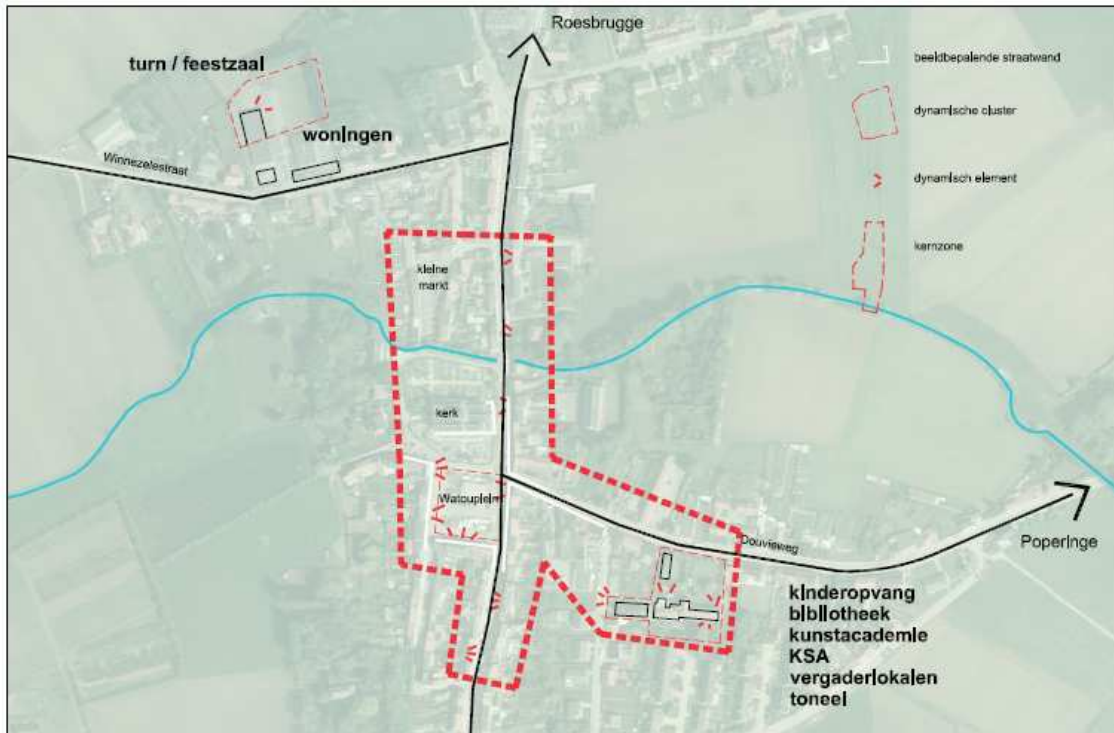 Roesbrugge
turn / feestzaal
woningen
Winnezelestraat
beeldbepalende straatwand
dynamische cluster
dynamisch element
kernzone
kleine
markt
kerk
Watouplein
Douvieweg
Poperinge
kinderopvang
bibliotheek
kunstacademie
KSA
vergaderlokalen
toneel